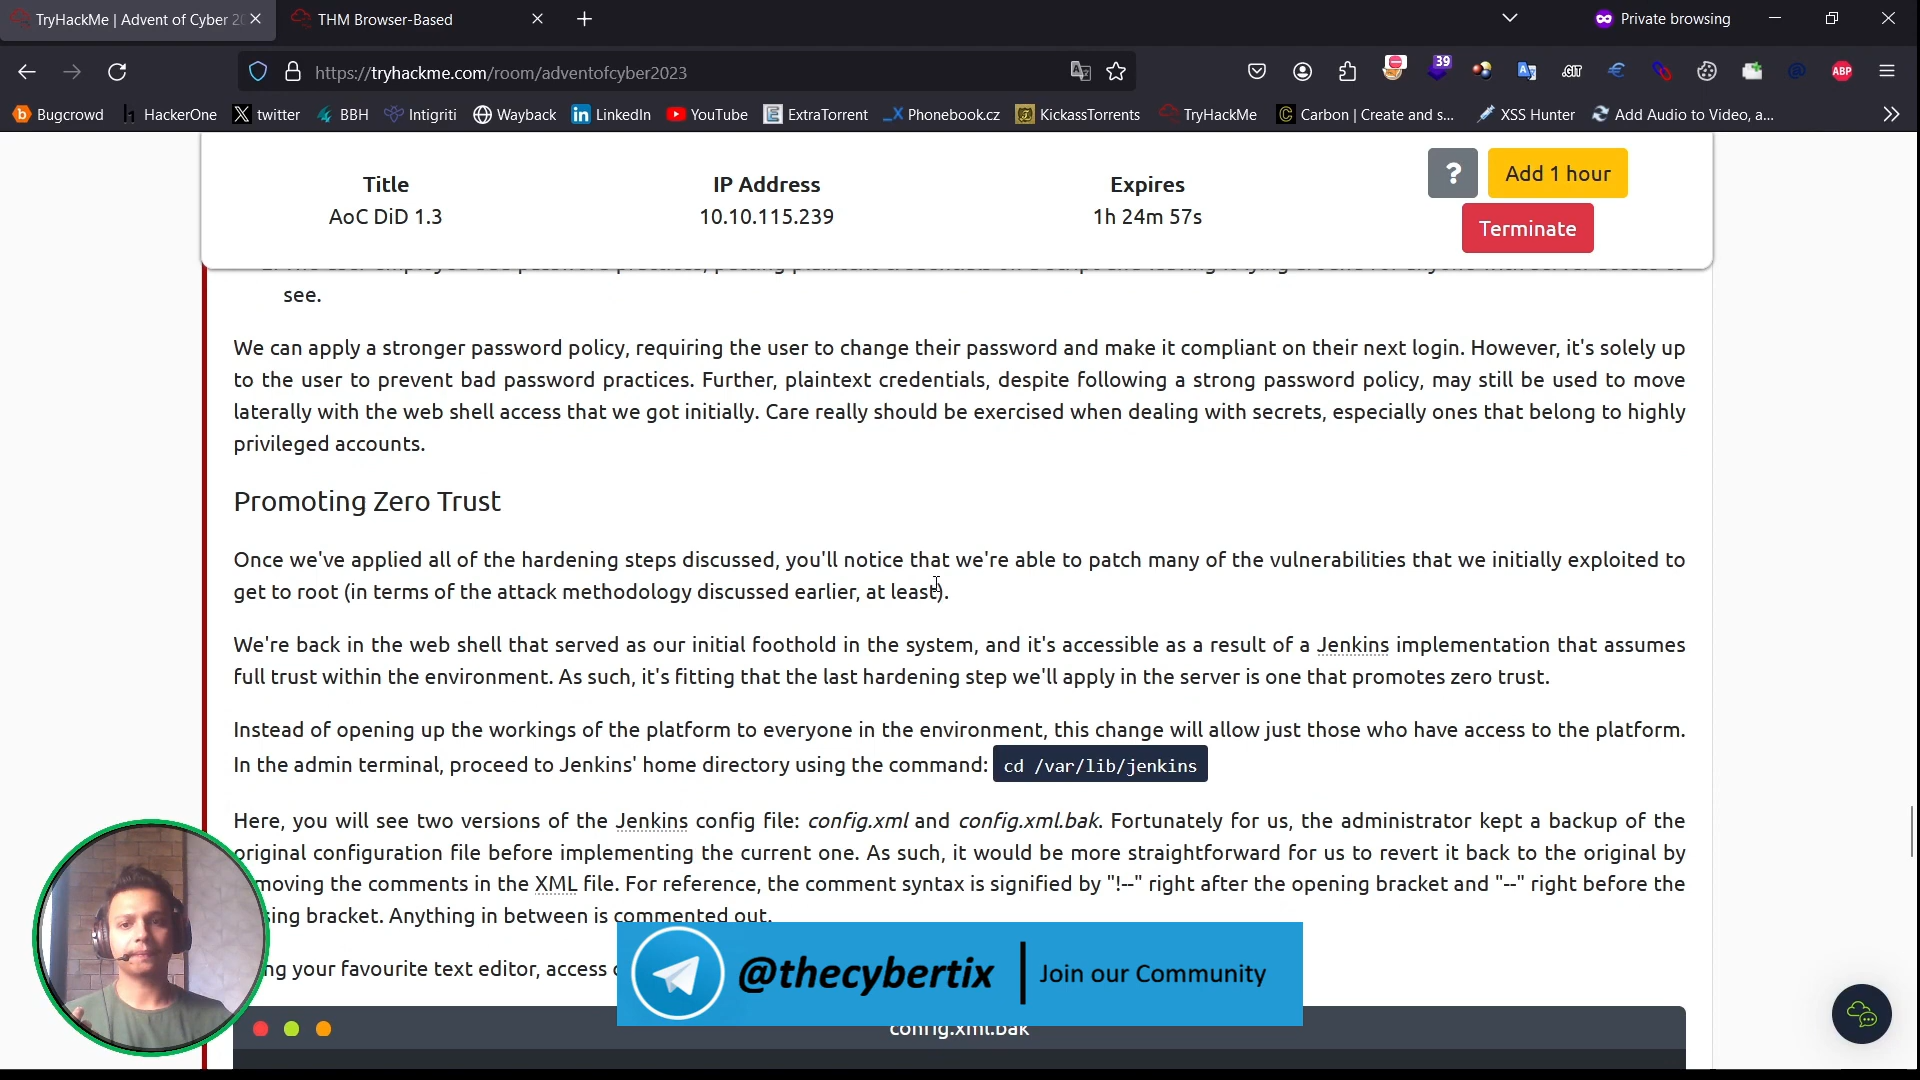 TryHackMe | Advent of Cyber 20
THM Browser-Based
Private browsing
https://tryhackme.com/room/adventofcyber2023
39
.GIT
ABP
Bugcrowd
HackerOne
twitter
BBH
Intigriti
Wayback
LinkedIn
YouTube
ExtraTorrent
Phonebook.cz
KickassTorrents
TryHackMe
Carbon | Create and s...
XSS Hunter
Add Audio to Video, a...
Title
AoC DiD 1.3
IP Address
10.10.115.239
Expires
1h 24m 57s
?
Add 1 hour
Terminate
see.
We can apply a stronger password policy, requiring the user to change their password and make it compliant on their next login. However, it's solely up
to the user to prevent bad password practices. Further, plaintext credentials, despite following a strong password policy, may still be used to move
laterally with the web shell access that we got initially. Care really should be exercised when dealing with secrets, especially ones that belong to highly
privileged accounts.
Promoting Zero Trust
Once we've applied all of the hardening steps discussed, you'll notice that we're able to patch many of the vulnerabilities that we initially exploited to
get to root (in terms of the attack methodology discussed earlier, at least).
We're back in the web shell that served as our initial foothold in the system, and it's accessible as a result of a Jenkins implementation that assumes
full trust within the environment. As such, it's fitting that the last hardening step we'll apply in the server is one that promotes zero trust.
Instead of opening up the workings of the platform to everyone in the environment, this change will allow just those who have access to the platform.
In the admin terminal, proceed to Jenkins' home directory using the command: cd /var/lib/jenkins
Here, you will see two versions of the Jenkins config file: config.xml and config.xml.bak. Fortunately for us, the administrator kept a backup of the
original configuration file before implementing the current one. As such, it would be more straightforward for us to revert it back to the original by
moving the comments in the XML file. For reference, the comment syntax is signified by "!--" right after the opening bracket and "--" right before the
sing bracket. Anything in between is commented out.
ng your favourite text editor, access
@thecybertix | Join our Community
config.xml.bak